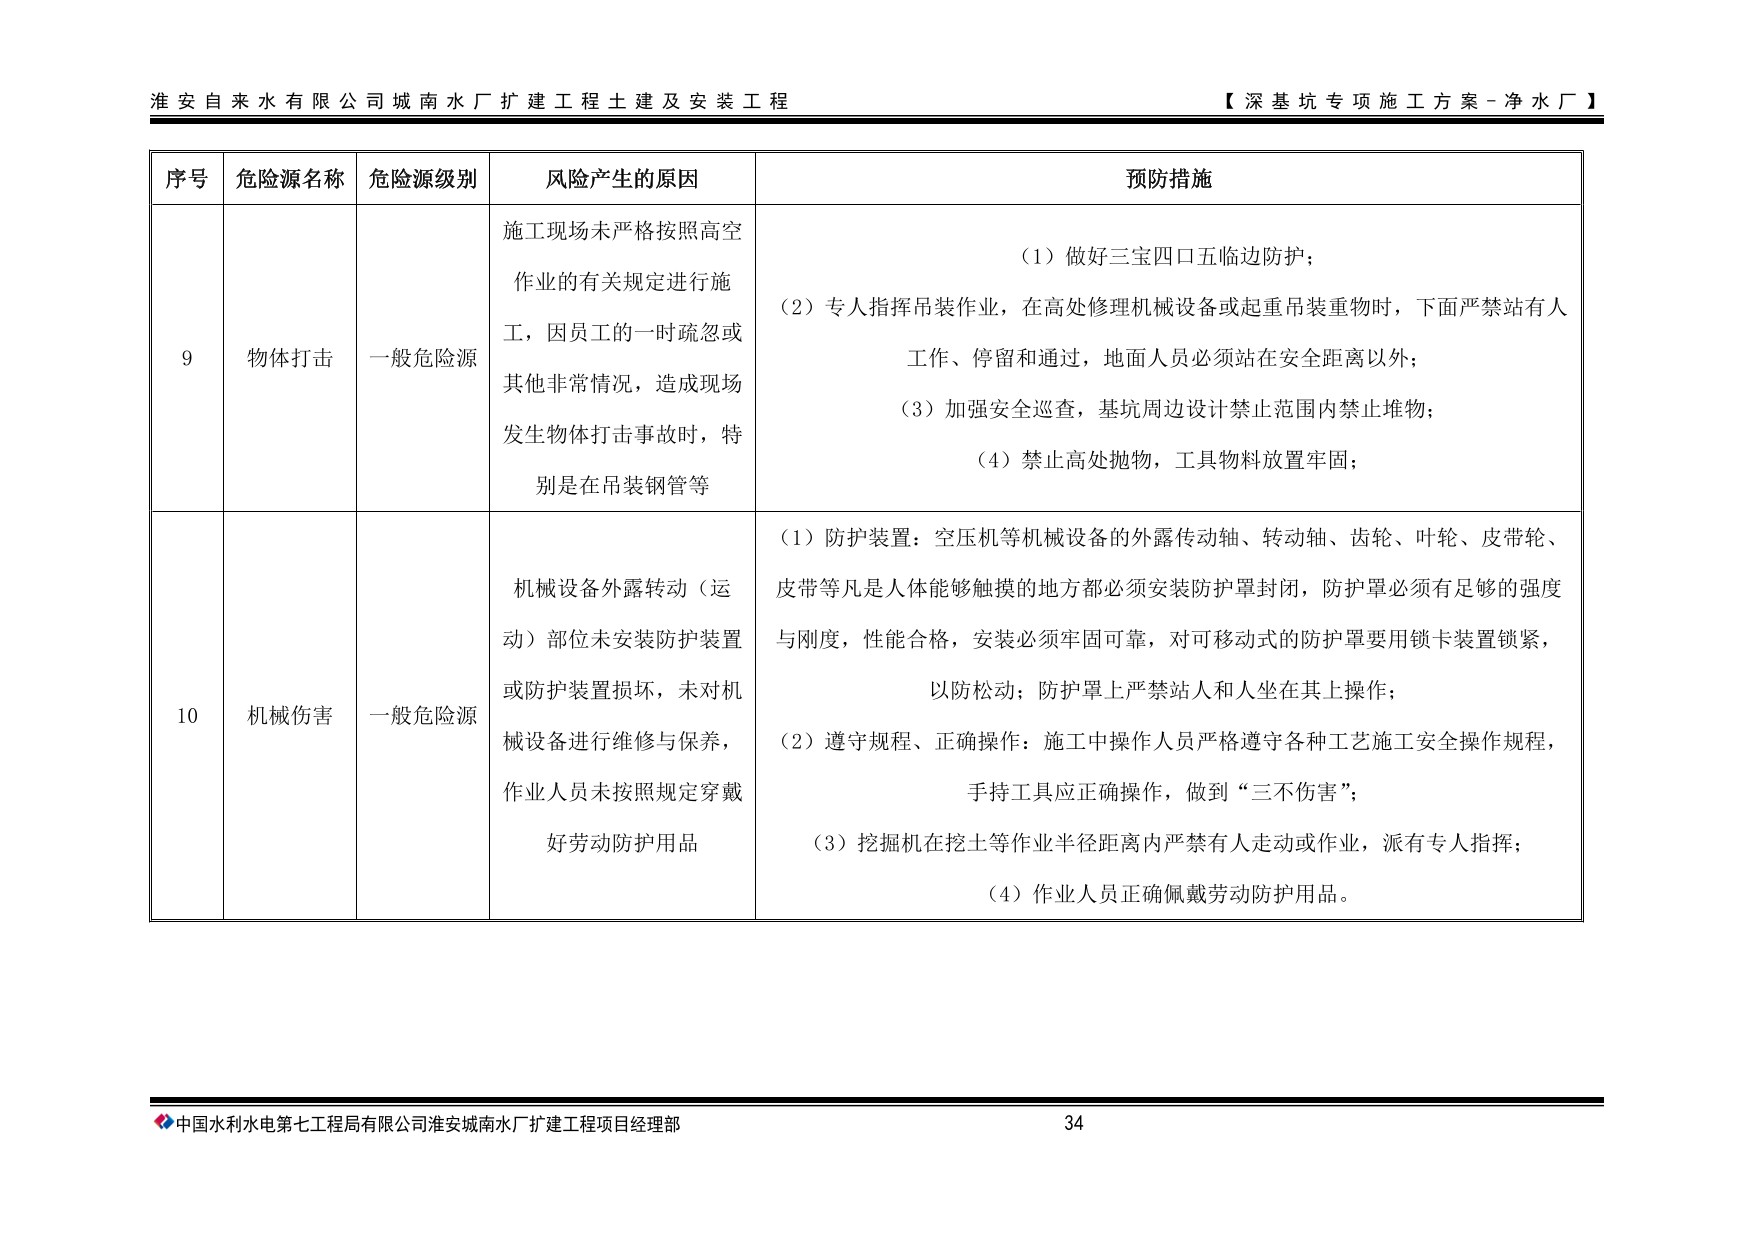 淮安自来水有限公司城南水厂扩建工程土建及安装工程
【深基坑专项施工方案-净水厂】
序号 危险源名称 危险源级别 风险产生的原因 预防措施
9
物体打击
一般危险源
施工现场未严格按照高空
作业的有关规定进行施
工，因员工的一时疏忽或
其他非常情况，造成现场
发生物体打击事故时，特
别是在吊装钢管等
（1）做好三宝四口五临边防护；
（2）专人指挥吊装作业，在高处修理机械设备或起重吊装重物时，下面严禁站有人
工作、停留和通过，地面人员必须站在安全距离以外；
（3）加强安全巡查，基坑周边设计禁止范围内禁止堆物；
（4）禁止高处抛物，工具物料放置牢固；
10
机械伤害
一般危险源
机械设备外露转动（运
动）部位未安装防护装置
或防护装置损坏，未对机
械设备进行维修与保养，
作业人员未按照规定穿戴
好劳动防护用品
（1）防护装置：空压机等机械设备的外露传动轴、转动轴、齿轮、叶轮、皮带轮、
皮带等凡是人体能够触摸的地方都必须安装防护罩封闭，防护罩必须有足够的强度
与刚度，性能合格，安装必须牢固可靠，对可移动式的防护罩要用锁卡装置锁紧，
以防松动；防护罩上严禁站人和人坐在其上操作；
（2）遵守规程、正确操作：施工中操作人员严格遵守各种工艺施工安全操作规程，
手持工具应正确操作，做到“三不伤害”；
（3）挖掘机在挖土等作业半径距离内严禁有人走动或作业，派有专人指挥；
（4）作业人员正确佩戴劳动防护用品。
中国水利水电第七工程局有限公司淮安城南水厂扩建工程项目经理部
34